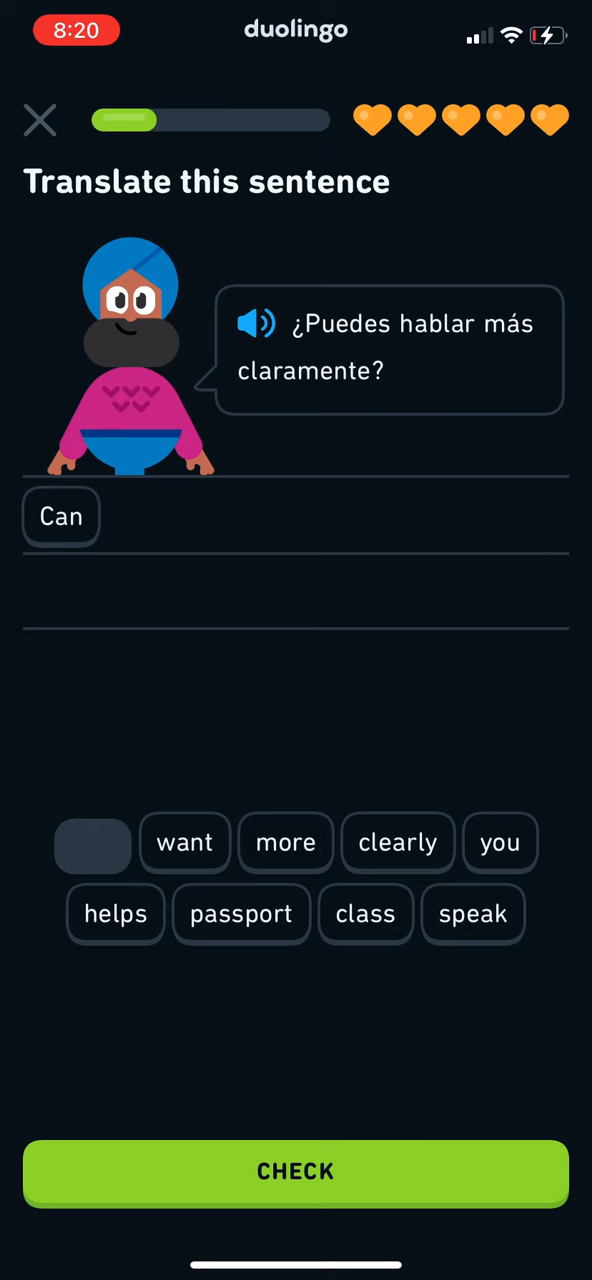 8:20
duolingo
Translate this sentence
¿Puedes hablar más
claramente?
Can
want more clearly you
helps passport class speak
CHECK